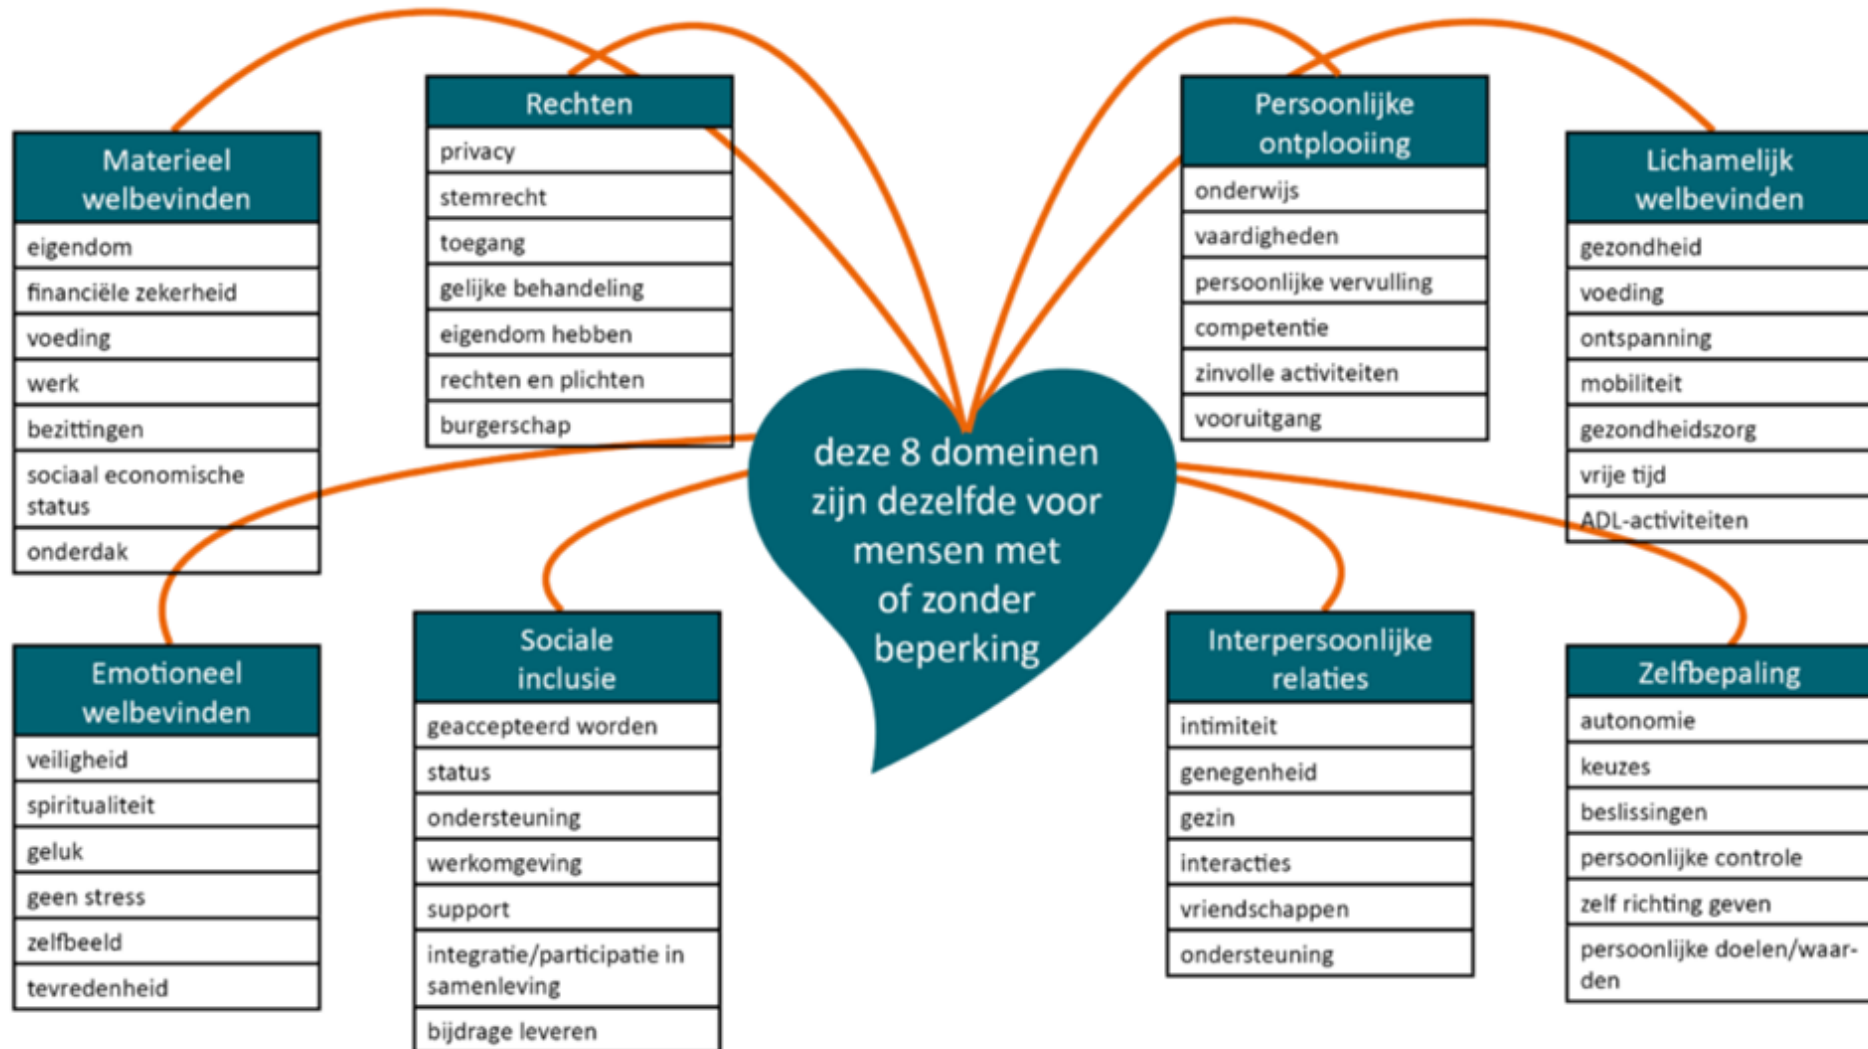 Materieel
welbevinden
eigendom
financiële zekerheid
voeding
werk
bezittingen
sociaal economische
status
onderdak
Rechten
privacy
stemrecht
toegang
gelijke behandeling
eigendom hebben
rechten en plichten
burgerschap
Persoonlijke
ontplooiing
onderwijs
vaardigheden
persoonlijke vervulling
competentie
zinvolle activiteiten
vooruitgang
Lichamelijk
welbevinden
gezondheid
voeding
ontspanning
mobiliteit
gezondheidszorg
vrije tijd
ADL-activiteiten
deze 8 domeinen
zijn dezelfde voor
mensen met
of zonder
beperking
Emotioneel
welbevinden
veiligheid
spiritualiteit
geluk
geen stress
zelfbeeld
tevredenheid
Sociale
inclusie
geaccepteerd worden
status
ondersteuning
werkomgeving
support
integratie/participatie in
samenleving
bijdrage leveren
Interpersoonlijke
relaties
intimiteit
genegenheid
gezin
interacties
vriendschappen
ondersteuning
Zelfbepaling
autonomie
keuzes
beslissingen
persoonlijke controle
zelf richting geven
persoonlijke doelen/waar-
den